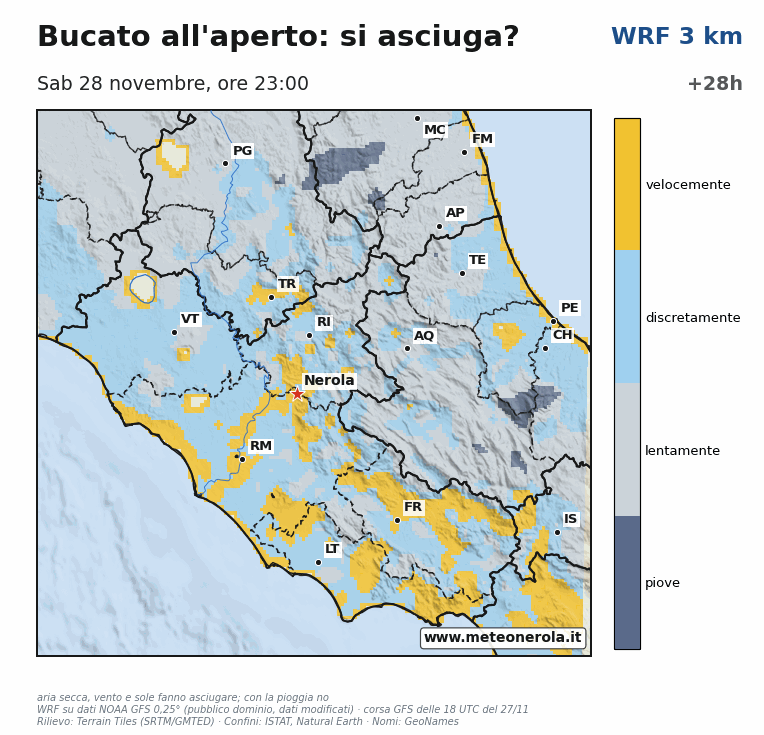 Bucato all'aperto: si asciuga?
WRF 3 km
Sab 28 novembre, ore 23:00
+28h
MC
FM
PG
AP
TE
TR
PE
VT
RI
AQ
CH
Nerola
RM
FR
IS
LT
www.meteonerola.it
velocemente
discretamente
lentamente
piove
aria secca, vento e sole fanno asciugare; con la pioggia no
WRF su dati NOAA GFS 0,25° (pubblico dominio, dati modificati) · corsa GFS delle 18 UTC del 27/11
Rilievo: Terrain Tiles (SRTM/GMTED) · Confini: ISTAT, Natural Earth · Nomi: GeoNames